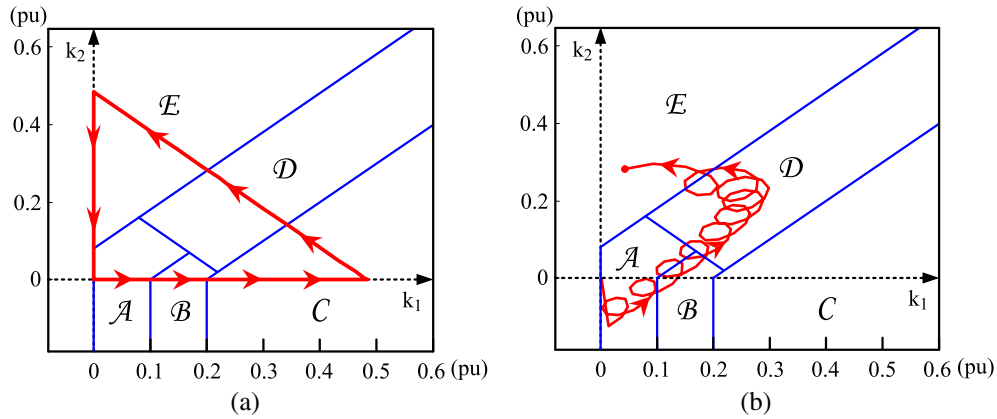 (pu) (pu)
0.6 0.6
k₂ k₂
ℰ ℰ
0.4 0.4
𝒟 𝒟
0.2 0.2
𝒜
0 0
k₁ k₁
𝒜 ℬ 𝒞 ℬ 𝒞
0 0.1 0.2 0.3 0.4 0.5 0.6 (pu) 0 0.1 0.2 0.3 0.4 0.5 0.6 (pu)
(a) (b)